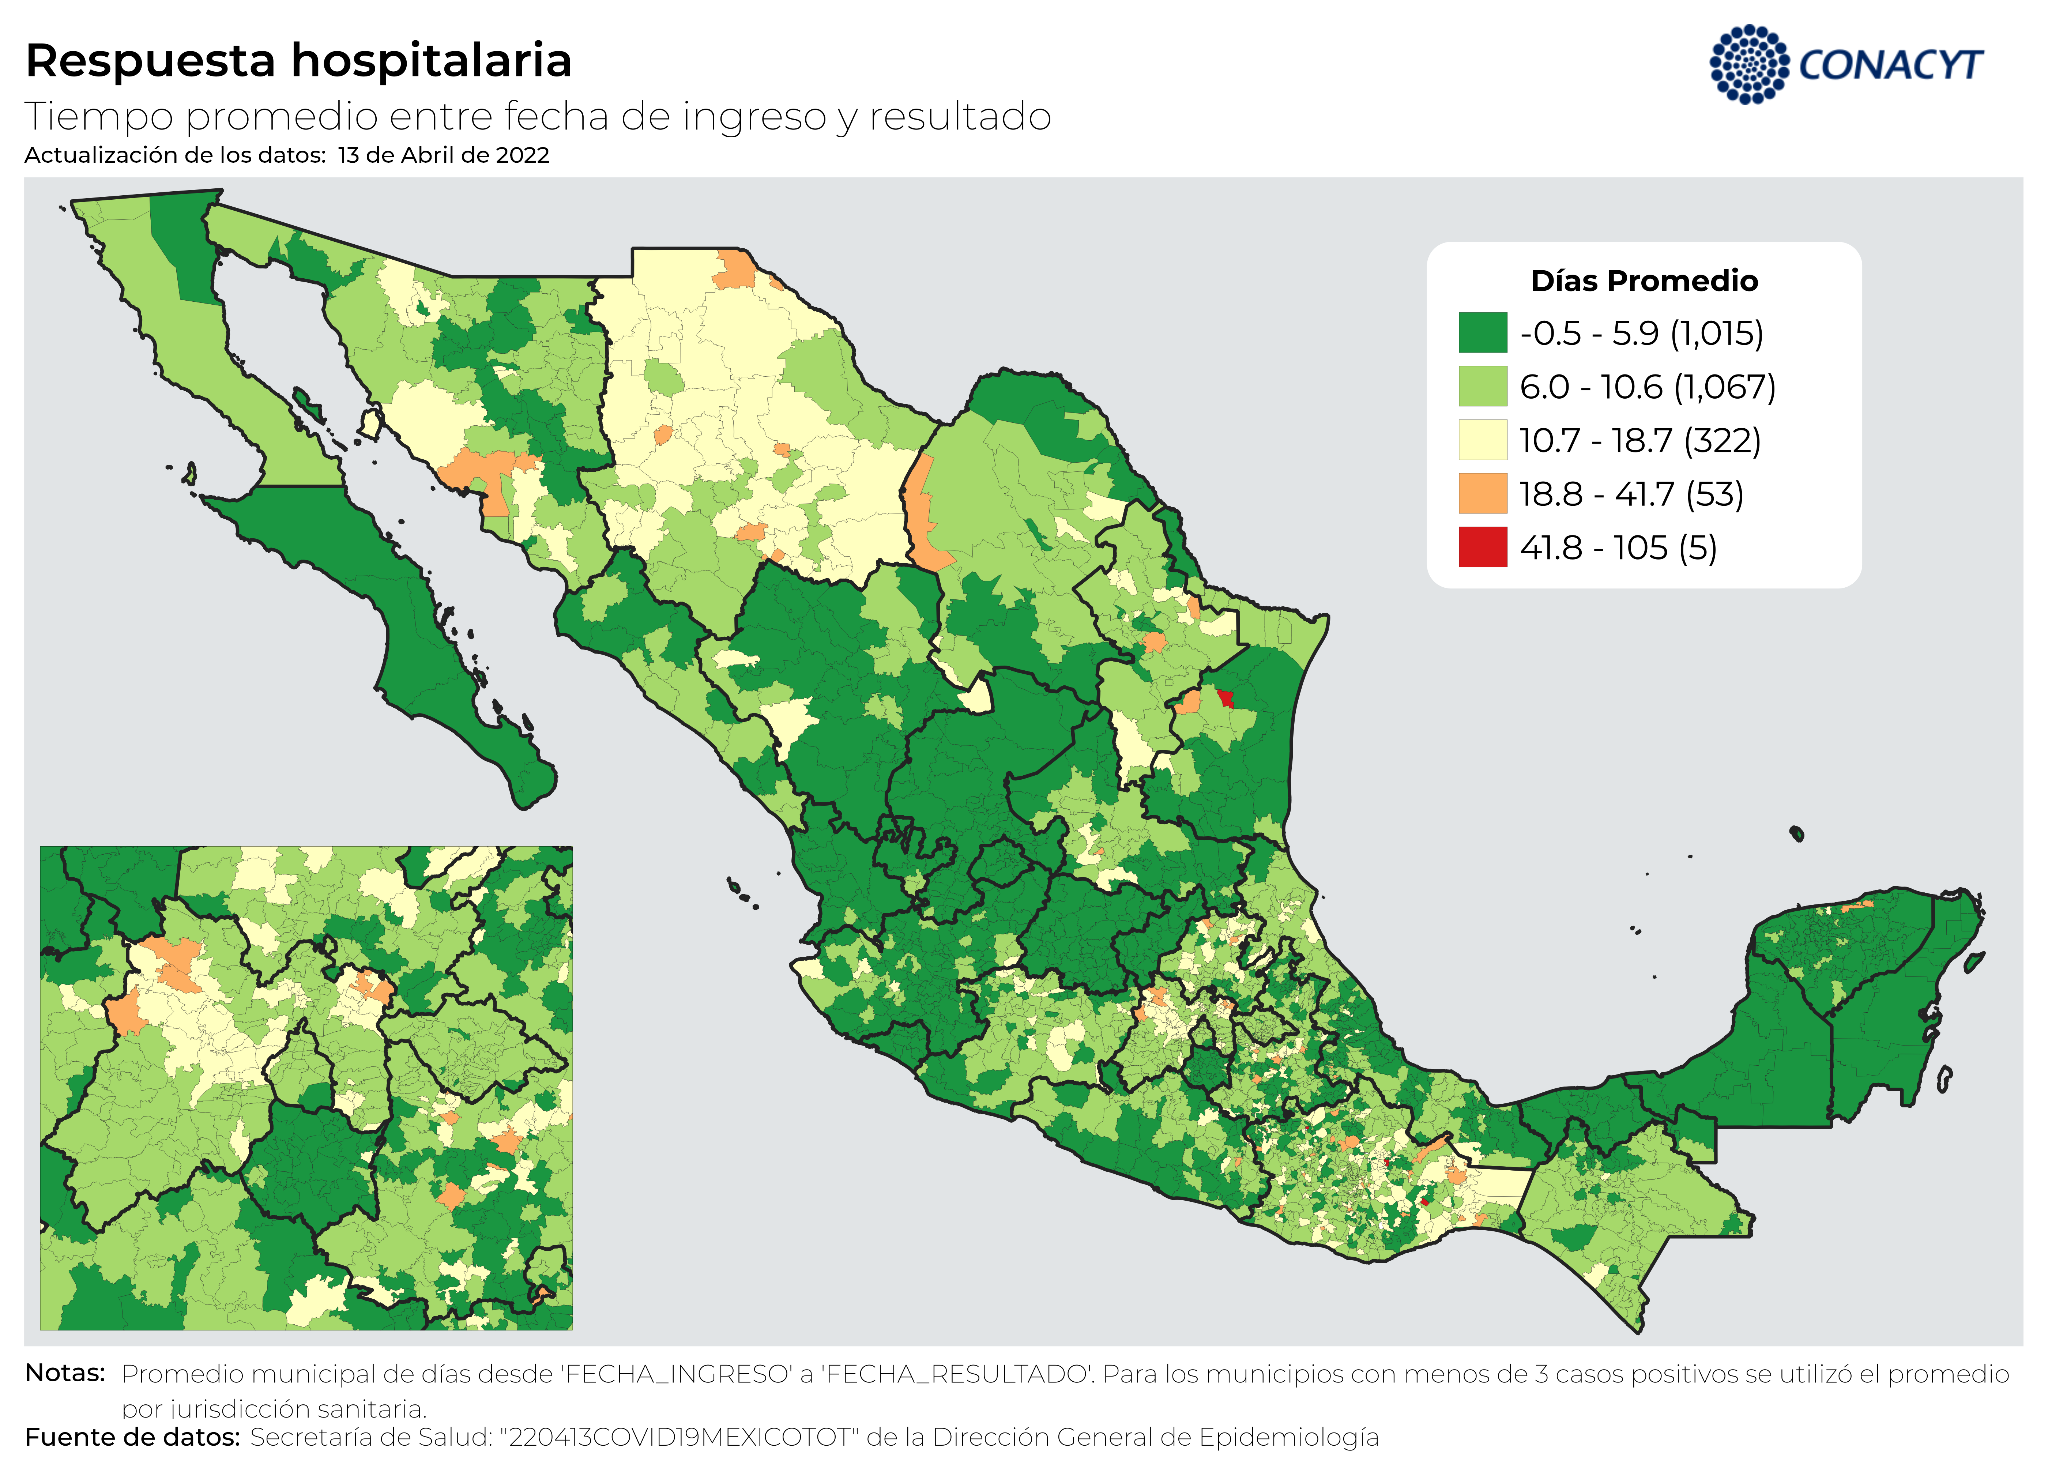 Respuesta hospitalaria
CONACYT
Tiempo promedio entre fecha de ingreso y resultado
Actualización de los datos: 13 de Abril de 2022
Días Promedio
-0.5 - 5.9 (1,015)
6.0 - 10.6 (1,067)
10.7 - 18.7 (322)
18.8 - 41.7 (53)
41.8 - 105 (5)
Notas: Promedio municipal de días desde 'FECHA_INGRESO' a 'FECHA_RESULTADO'. Para los municipios con menos de 3 casos positivos se utilizó el promedio
por jurisdicción sanitaria.
Fuente de datos: Secretaría de Salud: "220413COVID19MEXICOTOT" de la Dirección General de Epidemiología